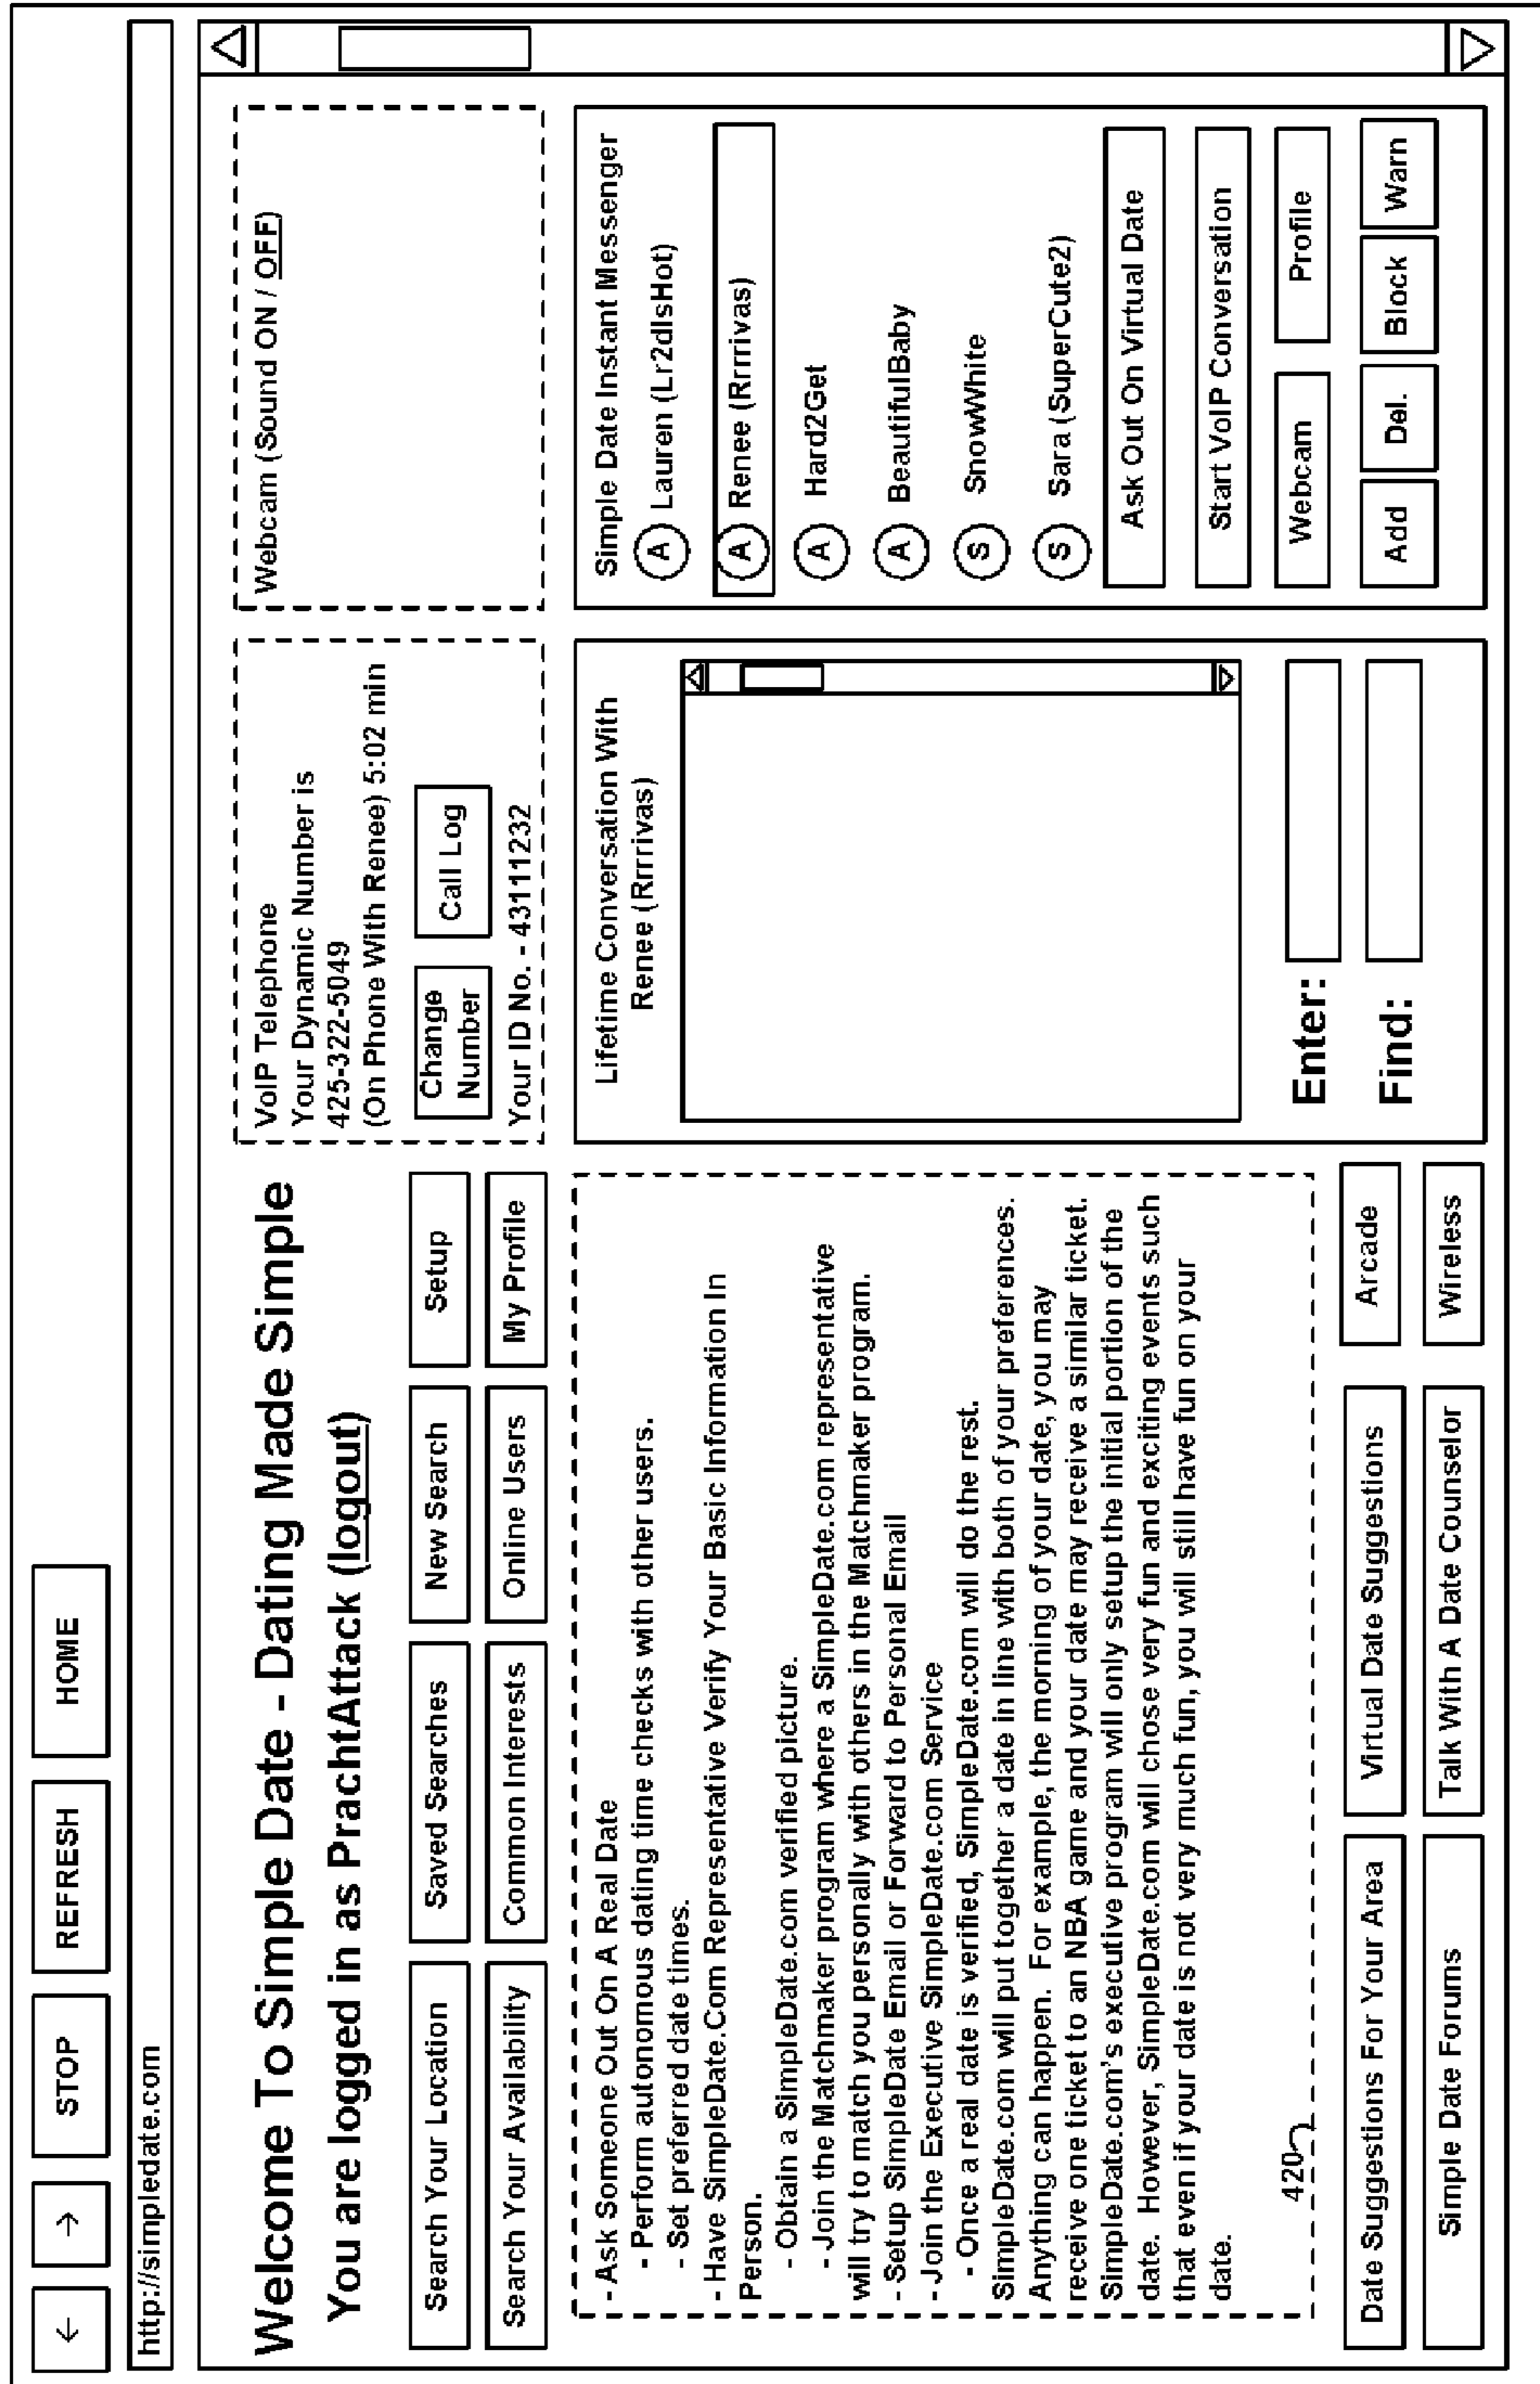 ← → STOP REFRESH HOME
http://simpledate.com
Welcome To Simple Date - Dating Made Simple
You are logged in as PrachtAttack (logout)
Search Your Location Saved Searches New Search Setup
Search Your Availability Common Interests Online Users My Profile
- Ask Someone Out On A Real Date
- Perform autonomous dating time checks with other users.
- Set preferred date times.
- Have SimpleDate.Com Representative Verify Your Basic Information In
Person.
- Obtain a SimpleDate.com verified picture.
- Join the Matchmaker program where a SimpleDate.com representative
will try to match you personally with others in the Matchmaker program.
- Setup SimpleDate Email or Forward to Personal Email
- Join the Executive SimpleDate.com Service
- Once a real date is verified, SimpleDate.com will do the rest.
SimpleDate.com will put together a date in line with both of your preferences.
Anything can happen. For example, the morning of your date, you may
receive one ticket to an NBA game and your date may receive a similar ticket.
SimpleDate.com's executive program will only setup the initial portion of the
date. However, SimpleDate.com will chose very fun and exciting events such
that even if your date is not very much fun, you will still have fun on your
date.
420
Date Suggestions For Your Area Virtual Date Suggestions Arcade
Simple Date Forums Talk With A Date Counselor Wireless
VoIP Telephone
Your Dynamic Number is
425-322-5049
(On Phone With Renee) 5:02 min
Change Number
Call Log
Your ID No. - 43111232
Lifetime Conversation With
Renee (Rrrrivas)
Enter:
Find:
Webcam (Sound ON / OFF)
Simple Date Instant Messenger
A Lauren (Lr2dIsHot)
A Renee (Rrrrivas)
A Hard2Get
A BeautifulBaby
S SnowWhite
S Sara (SuperCute2)
Ask Out On Virtual Date
Start VoIP Conversation
Webcam Profile
Add Del. Block Warn